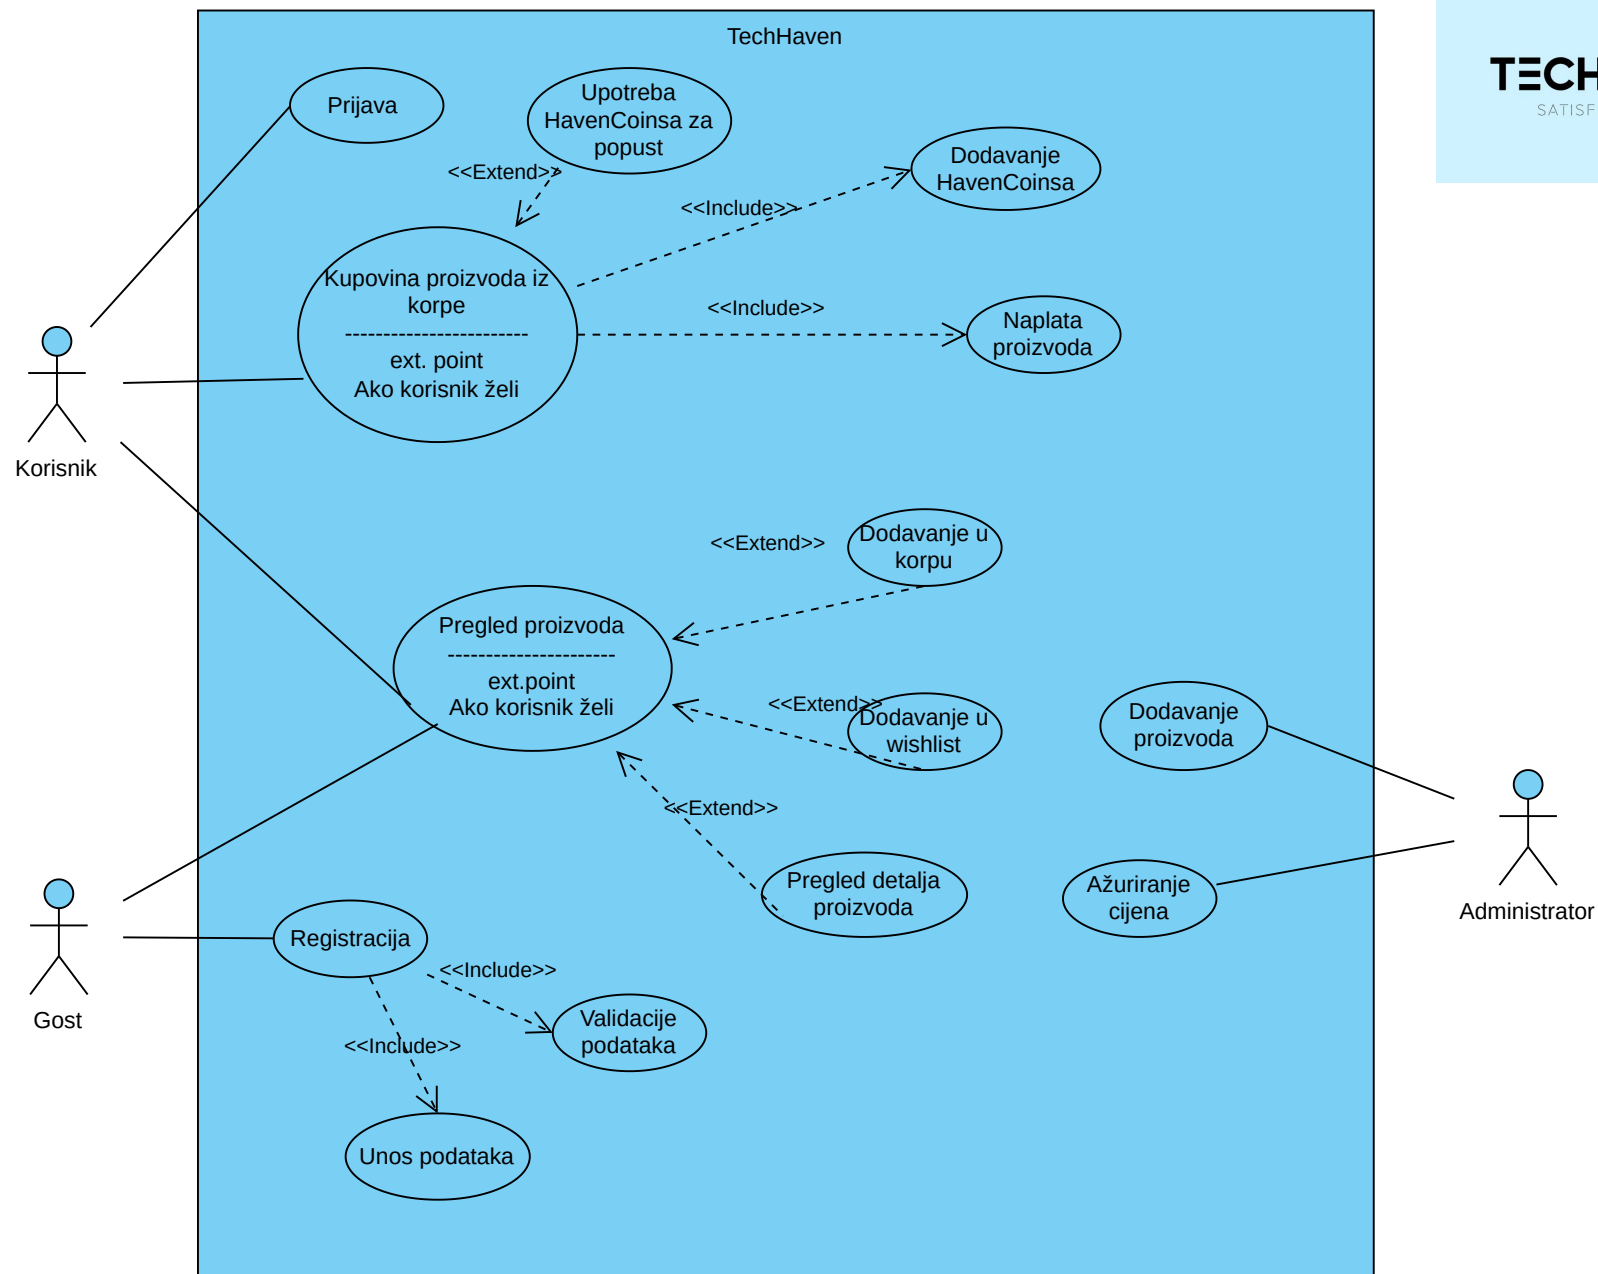 TechHaven
TECH
SATISF
Prijava
Upotreba
HavenCoinsa za
popust
<<Extend>>
Dodavanje
HavenCoinsa
<<Include>>
Kupovina proizvoda iz
korpe
------------------------
ext. point
Ako korisnik želi
<<Include>>
Naplata
proizvoda
Korisnik
<<Extend>>
Dodavanje u
korpu
Pregled proizvoda
----------------------
ext.point
Ako korisnik želi
<<Extend>>
Dodavanje u
wishlist
Dodavanje
proizvoda
<<Extend>>
Pregled detalja
proizvoda
Ažuriranje
cijena
Administrator
Registracija
<<Include>>
Gost
Validacije
podataka
<<Include>>
Unos podataka